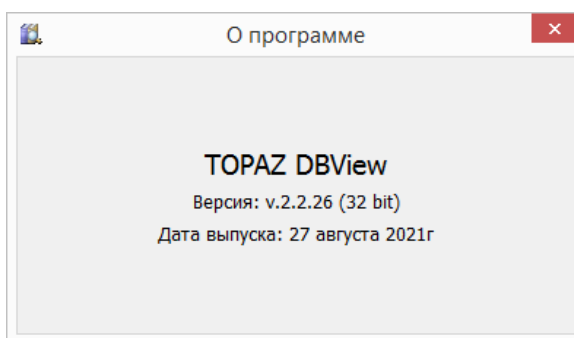 О программе
TOPAZ DBView
Версия: v.2.2.26 (32 bit)
Дата выпуска: 27 августа 2021г